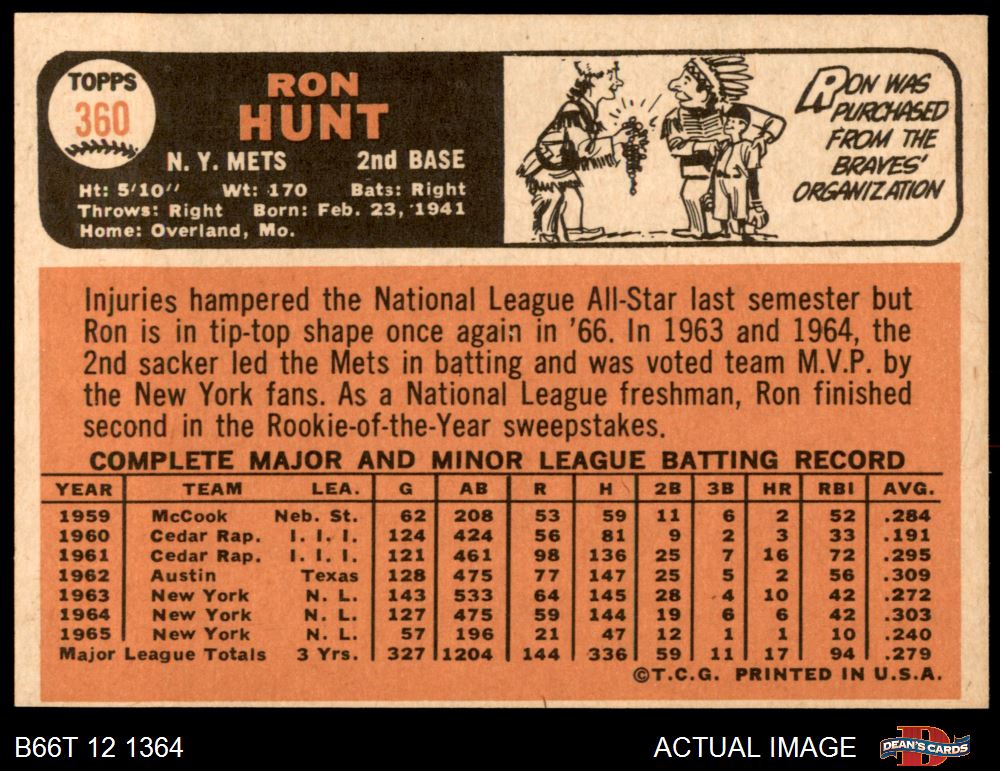 TOPPS
360
RON
HUNT
N. Y. METS 2nd BASE
Ht: 5'10" Wt: 170 Bats: Right
Throws: Right Born: Feb. 23, 1941
Home: Overland, Mo.
RON WAS
PURCHASED
FROM THE
BRAVES'
ORGANIZATION
Injuries hampered the National League All-Star last semester but
Ron is in tip-top shape once again in '66. In 1963 and 1964, the
2nd sacker led the Mets in batting and was voted team M.V.P. by
the New York fans. As a National League freshman, Ron finished
second in the Rookie-of-the-Year sweepstakes.
COMPLETE MAJOR AND MINOR LEAGUE BATTING RECORD
YEAR TEAM LEA. G AB R H 2B 3B HR RBI AVG.
1959 McCook Neb. St. 62 208 53 59 11 6 2 52 .284
1960 Cedar Rap. I. I. I. 124 424 56 81 9 2 3 33 .191
1961 Cedar Rap. I. I. I. 121 461 98 136 25 7 16 72 .295
1962 Austin Texas 128 475 77 147 25 5 2 56 .309
1963 New York N. L. 143 533 64 145 28 4 10 42 .272
1964 New York N. L. 127 475 59 144 19 6 6 42 .303
1965 New York N. L. 57 196 21 47 12 1 1 10 .240
Major League Totals 3 Yrs. 327 1204 144 336 59 11 17 94 .279
©T.C.G. PRINTED IN U.S.A.
B66T 12 1364 ACTUAL IMAGE DEAN'S CARDS